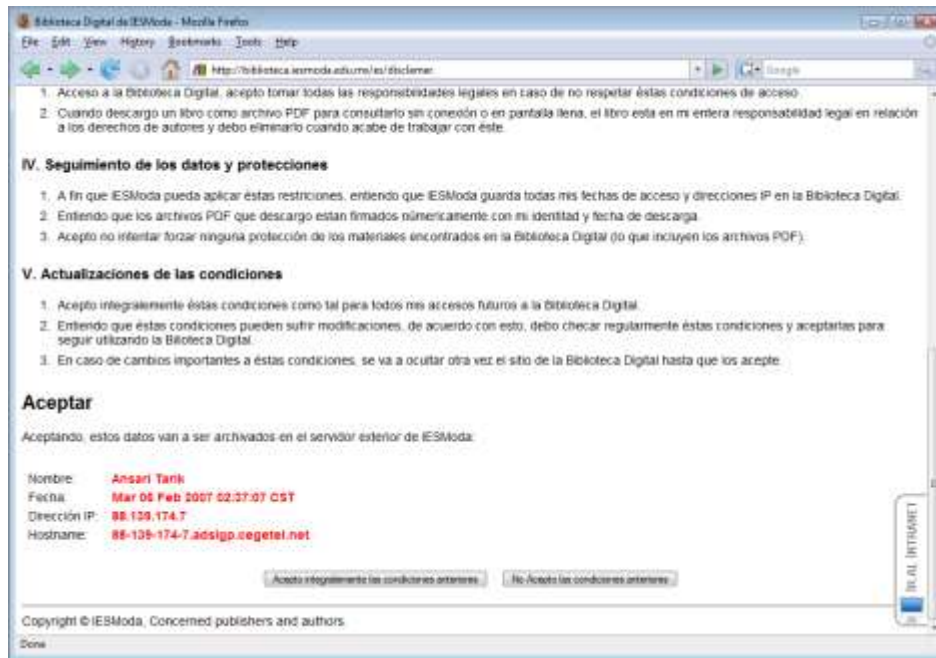 Biblioteca Digital de IESModa - Mozilla Firefox
File Edit View History Bookmarks Tools Help
http://biblioteca.iesmoda.edu.mx/es/disclaimer
Google
1. Acceso a la Biblioteca Digital, acepto tomar todas las responsibilidades legales en caso de no respetar éstas condiciones de acceso.
2. Cuando descargo un libro como archivo PDF para consultarlo sin conexión o en pantalla llena, el libro esta en mi entera responsabilidad legal en relación
a los derechos de autores y debo eliminarlo cuando acabe de trabajar con éste.
IV. Seguimiento de los datos y protecciones
1. A fin que IESModa pueda aplicar éstas restricciones, entiendo que IESModa guarda todas mis fechas de acceso y direcciones IP en la Biblioteca Digital.
2. Entiendo que los archivos PDF que descargo estan firmados númericamente con mi identidad y fecha de descarga.
3. Acepto no intentar forzar ninguna protección de los materiales encontrados en la Biblioteca Digital (lo que incluyen los archivos PDF).
V. Actualizaciones de las condiciones
1. Acepto integralemente éstas condiciones como tal para todos mis accesos futuros a la Biblioteca Digital.
2. Entiendo que éstas condiciones pueden sufrir modificaciones, de acuerdo con esto, debo checar regularmente éstas condiciones y aceptarlas para
seguir utilizando la Biloteca Digital.
3. En caso de cambios importantes a éstas condiciones, se va a ocultar otra vez el sitio de la Biblioteca Digital hasta que los acepte.
Aceptar
Aceptando, estos datos van a ser archivados en el servidor exterior de IESModa:
Nombre: Ansari Tarik
Fecha: Mar 06 Feb 2007 02:37:07 CST
Dirección IP: 88.139.174.7
Hostname: 88-139-174-7.adslgp.cegetel.net
Acepto integralemente las condiciones anteriores
No Acepto las condiciones anteriores
INTRANET
Copyright © IESModa, Concerned publishers and authors
Done